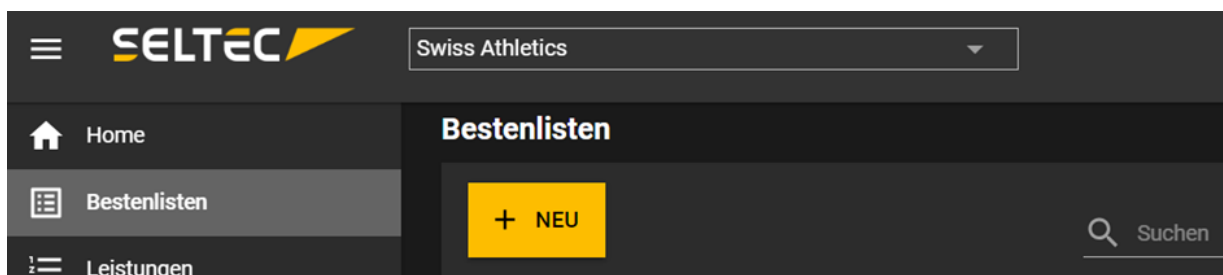 SELTEC
Swiss Athletics
Home
Bestenlisten
Leistungen
Bestenlisten
+ NEU
Suchen